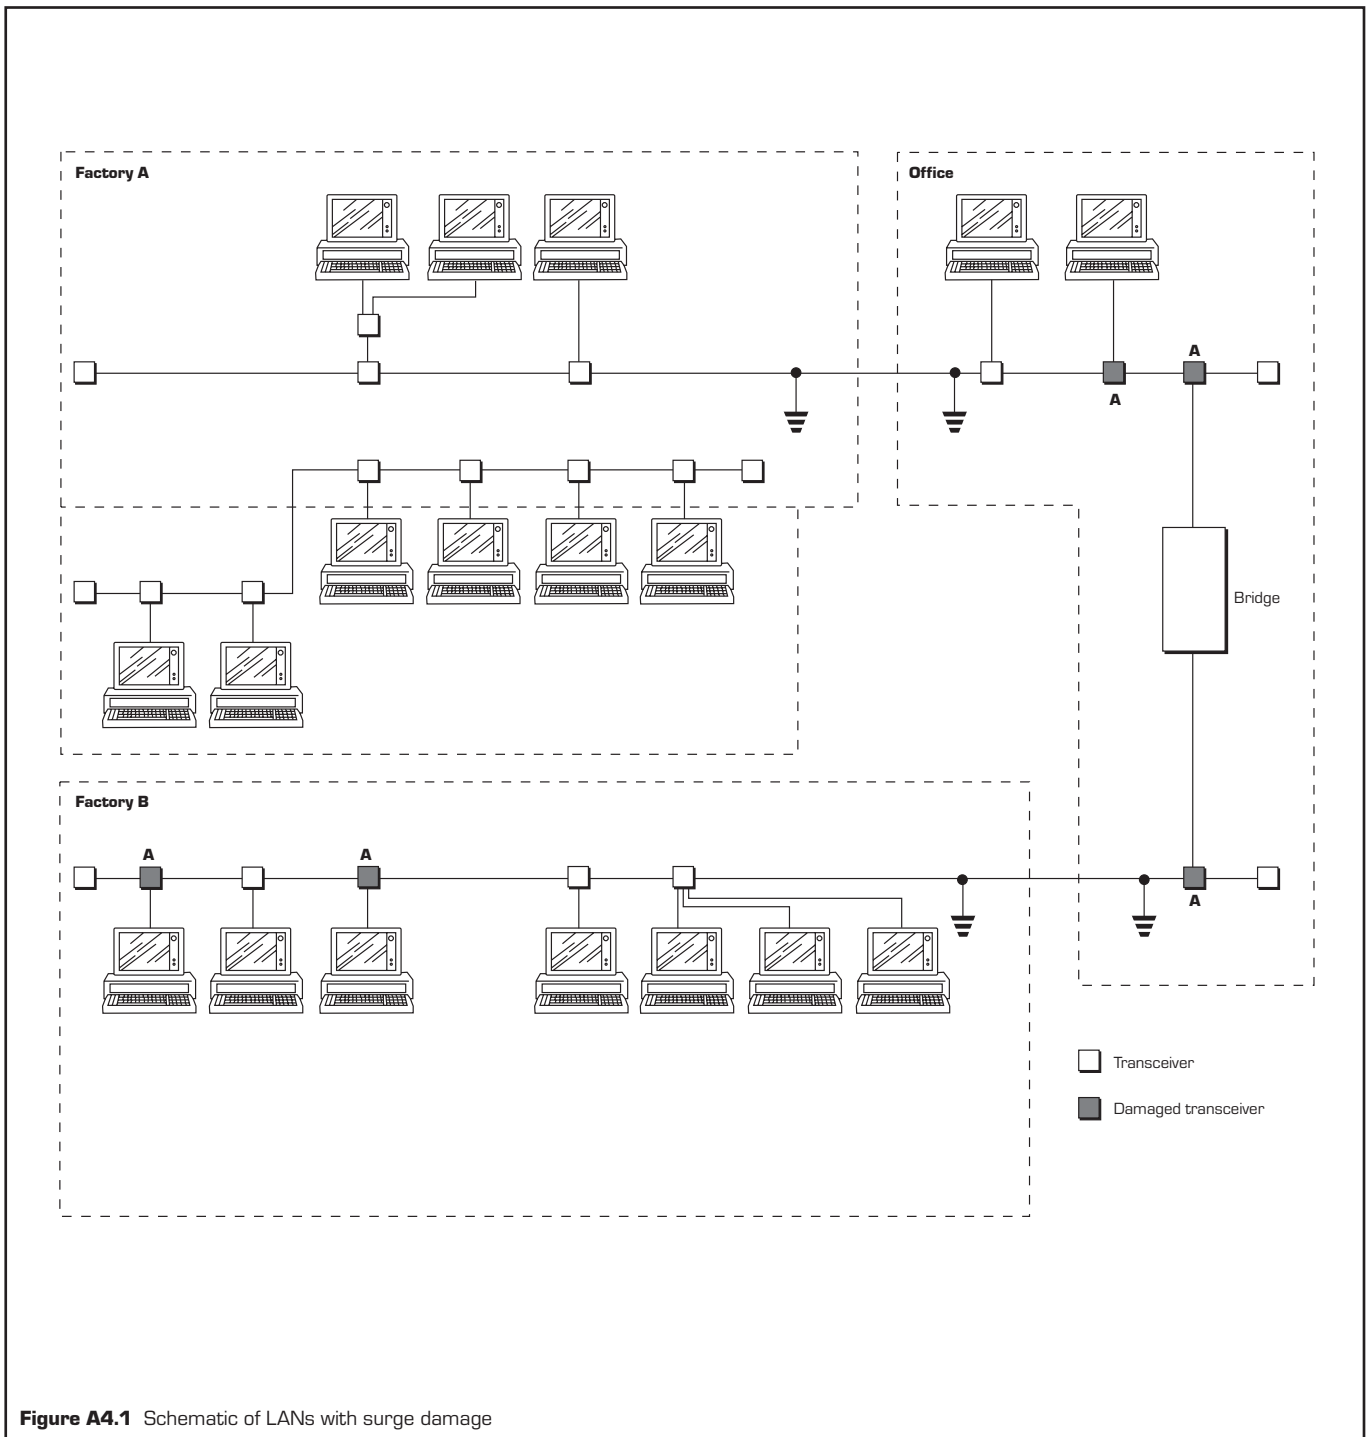 Factory A
Office
A
A
Bridge
Factory B
A
A
A
Transceiver
Damaged transceiver
Figure A4.1 Schematic of LANs with surge damage